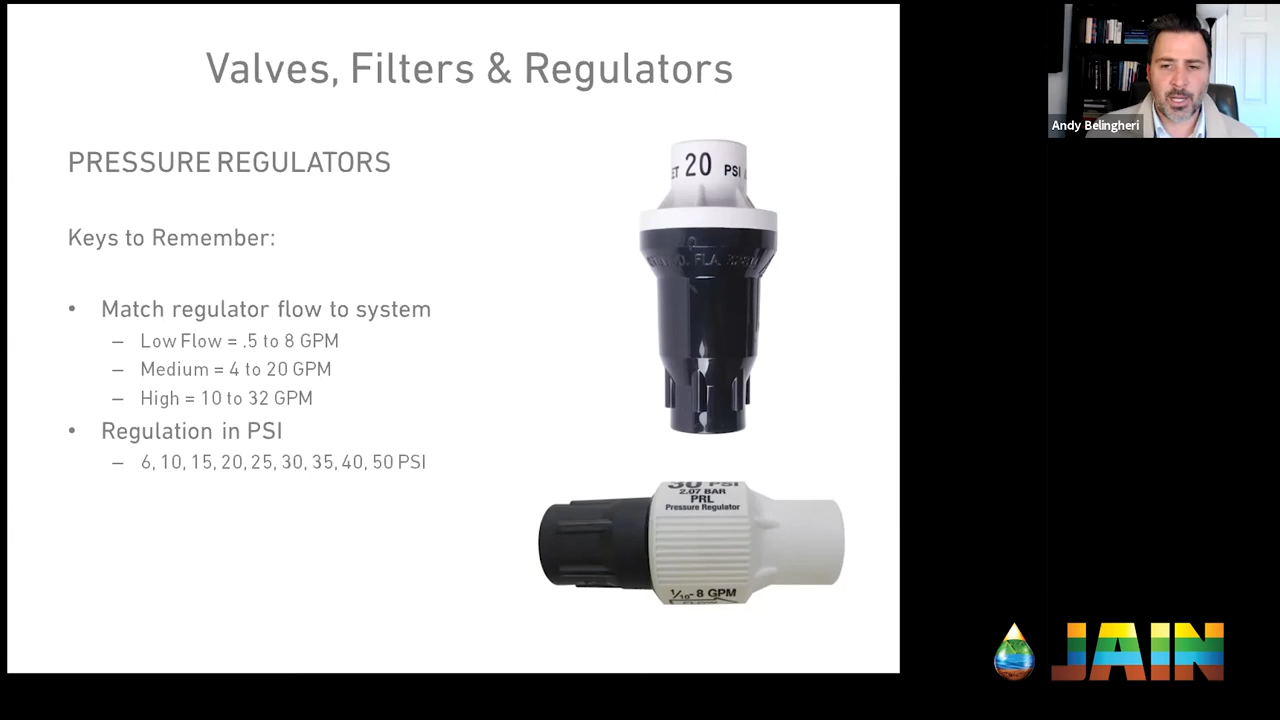 Valves, Filters & Regulators
PRESSURE REGULATORS
Keys to Remember:
• Match regulator flow to system
– Low Flow = .5 to 8 GPM
– Medium = 4 to 20 GPM
– High = 10 to 32 GPM
• Regulation in PSI
– 6, 10, 15, 20, 25, 30, 35, 40, 50 PSI
20 PSI
30 PSI
2.07 BAR
PRL
Pressure Regulator
1/10- 8 GPM
Andy Belingheri
JAIN